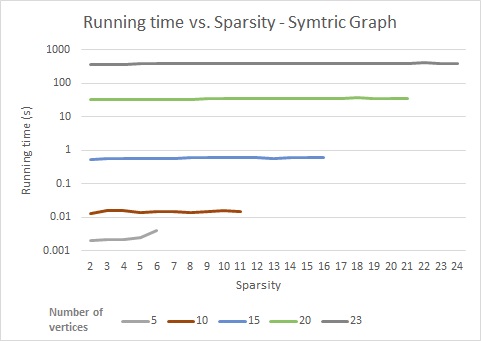 Running time vs. Sparsity - Symtric Graph
1000
100
10
1
0.1
0.01
0.001
Running time (s)
2 3 4 5 6 7 8 9 10 11 12 13 14 15 16 17 18 19 20 21 22 23 24
Sparsity
Number of
vertices
5 10 15 20 23